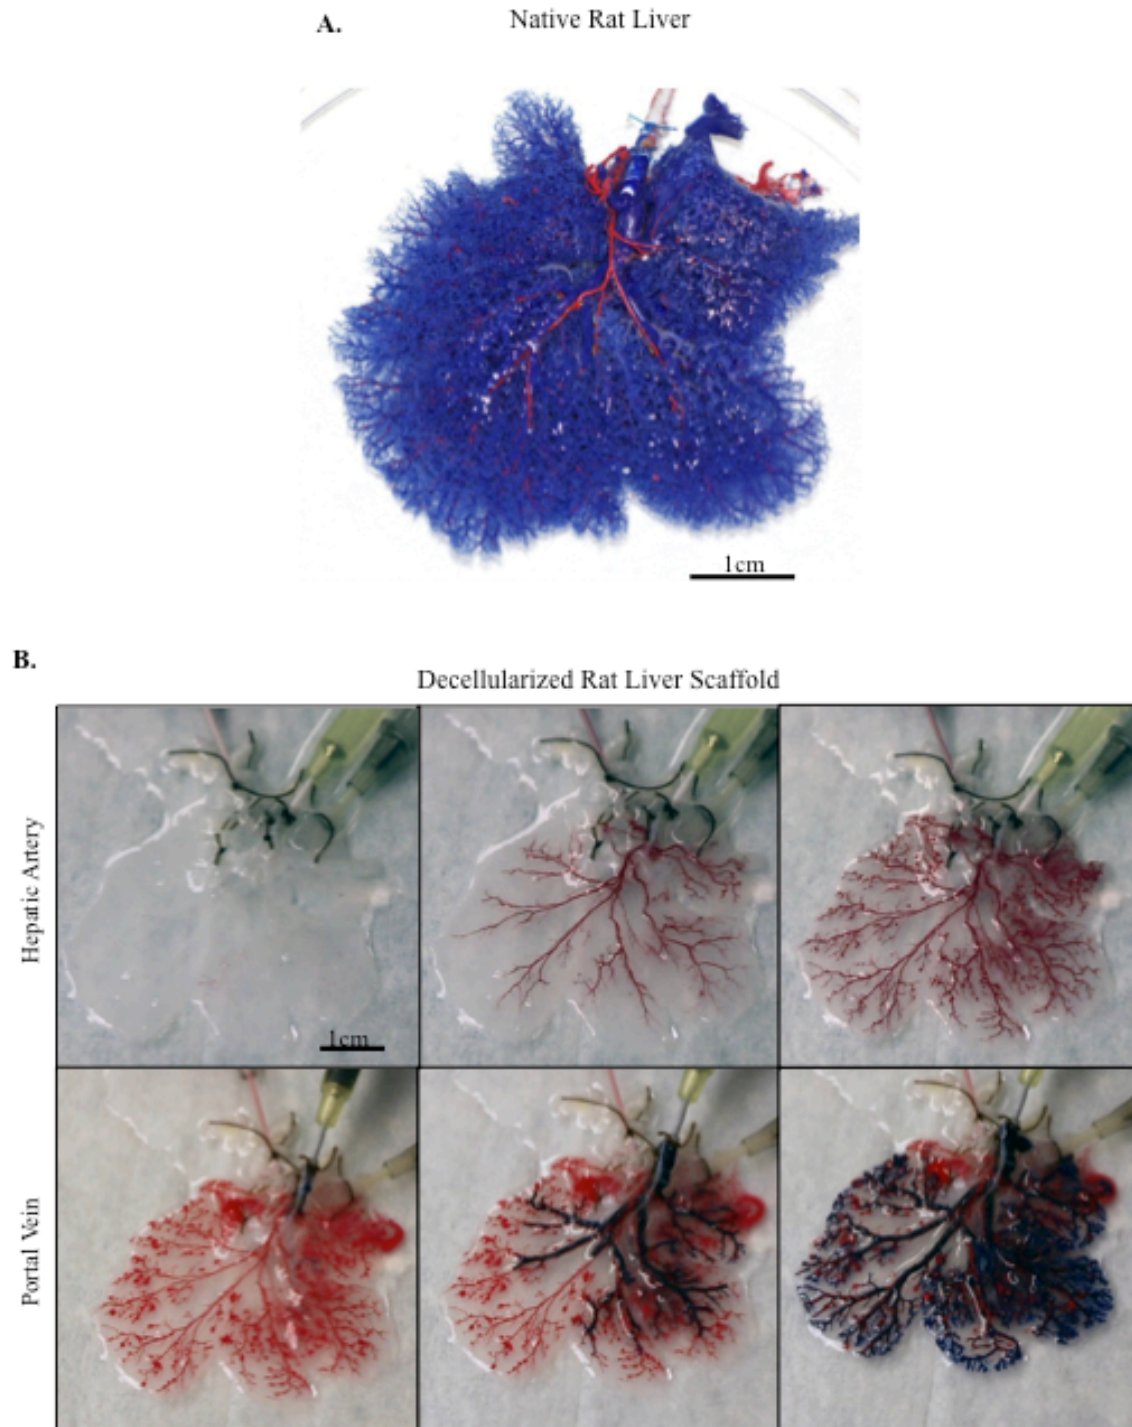 A.
Native Rat Liver
1cm
B.
Decellularized Rat Liver Scaffold
Hepatic Artery
1cm
Portal Vein